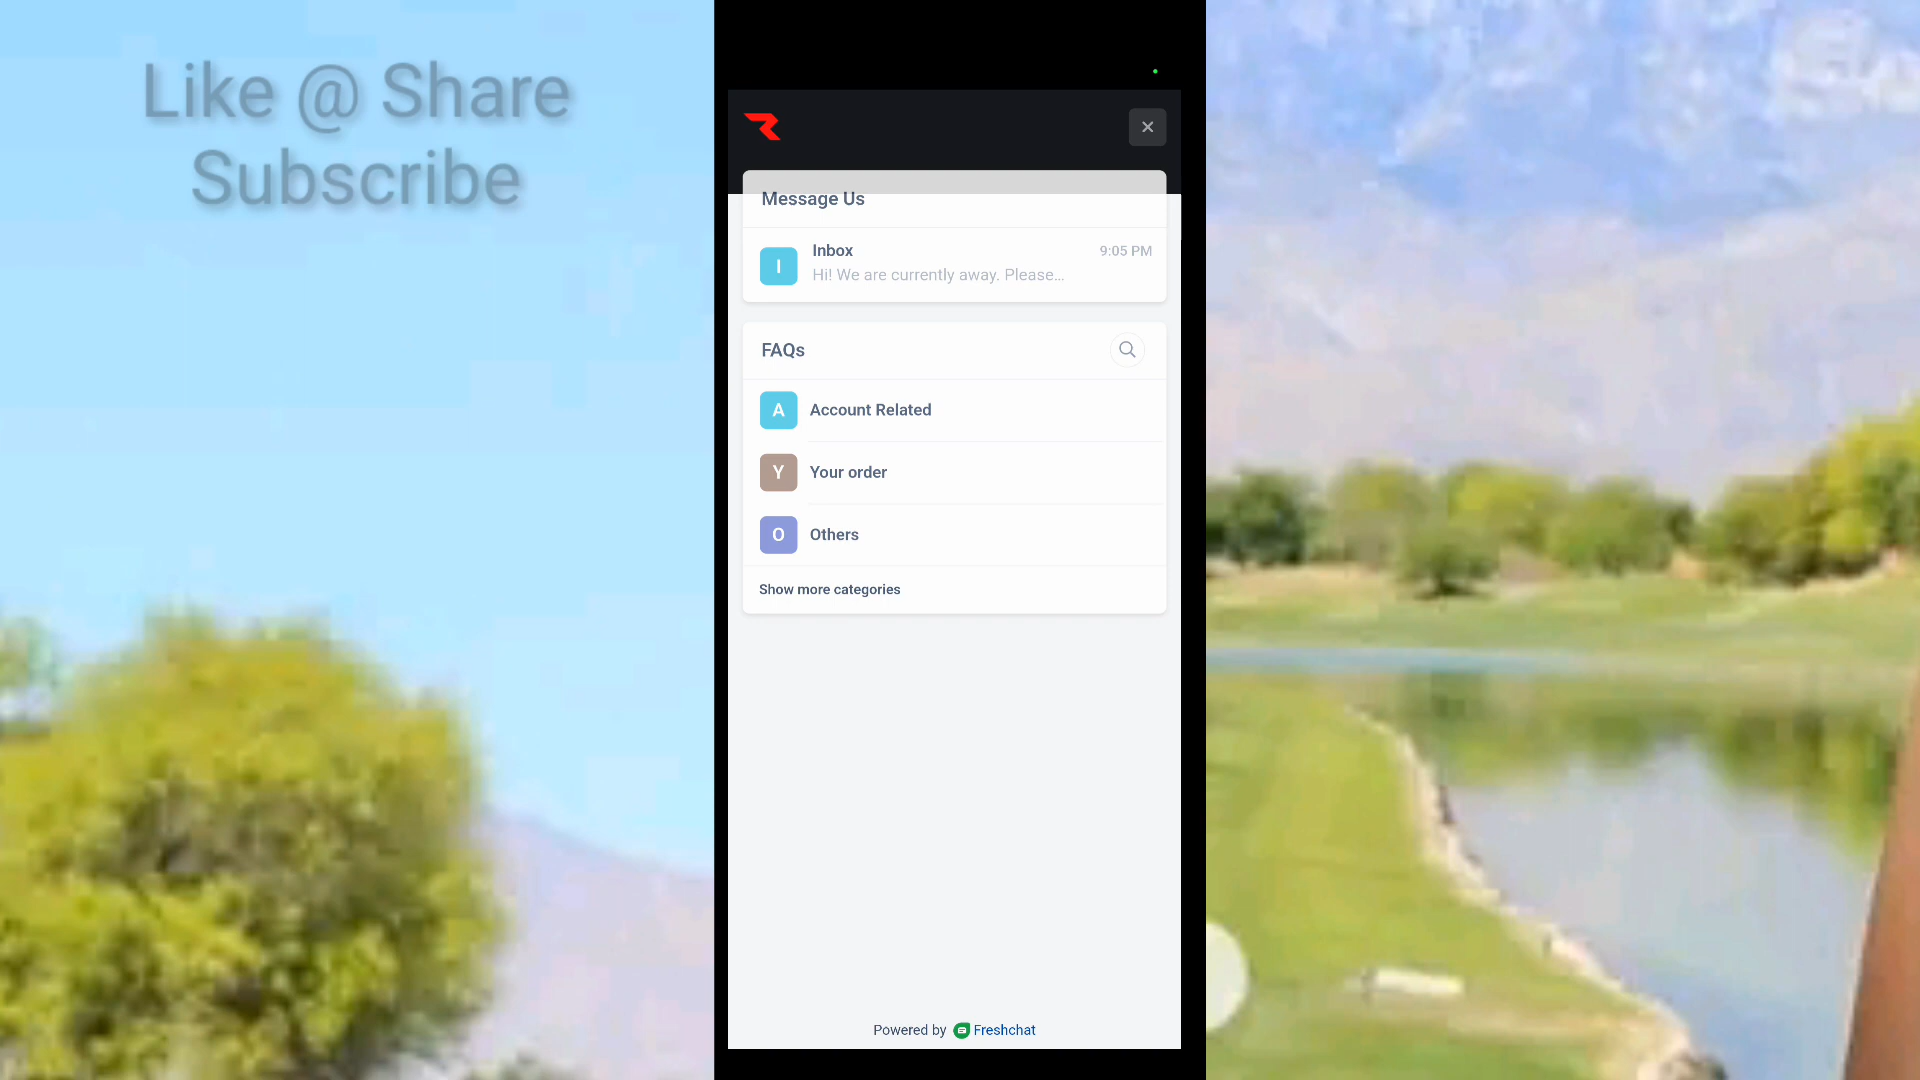 Like @ Share
Subscribe
Message Us
I
Inbox
9:05 PM
Hi! We are currently away. Please...
FAQs
A
Account Related
Y
Your order
O
Others
Show more categories
Powered by Freshchat